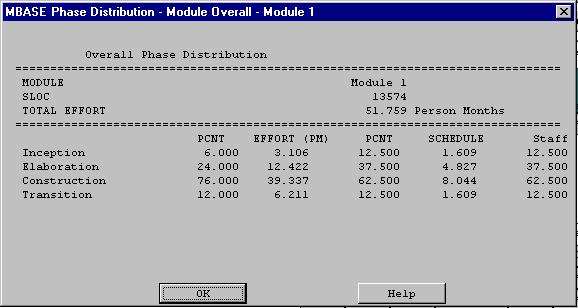 MBASE Phase Distribution - Module Overall - Module 1
Overall Phase Distribution
================================================================================
MODULE Module 1
SLOC 13574
TOTAL EFFORT 51.759 Person Months
================================================================================
PCNT EFFORT (PM) PCNT SCHEDULE Staff
Inception 6.000 3.106 12.500 1.609 12.500
Elaboration 24.000 12.422 37.500 4.827 37.500
Construction 76.000 39.337 62.500 8.044 62.500
Transition 12.000 6.211 12.500 1.609 12.500
OK Help